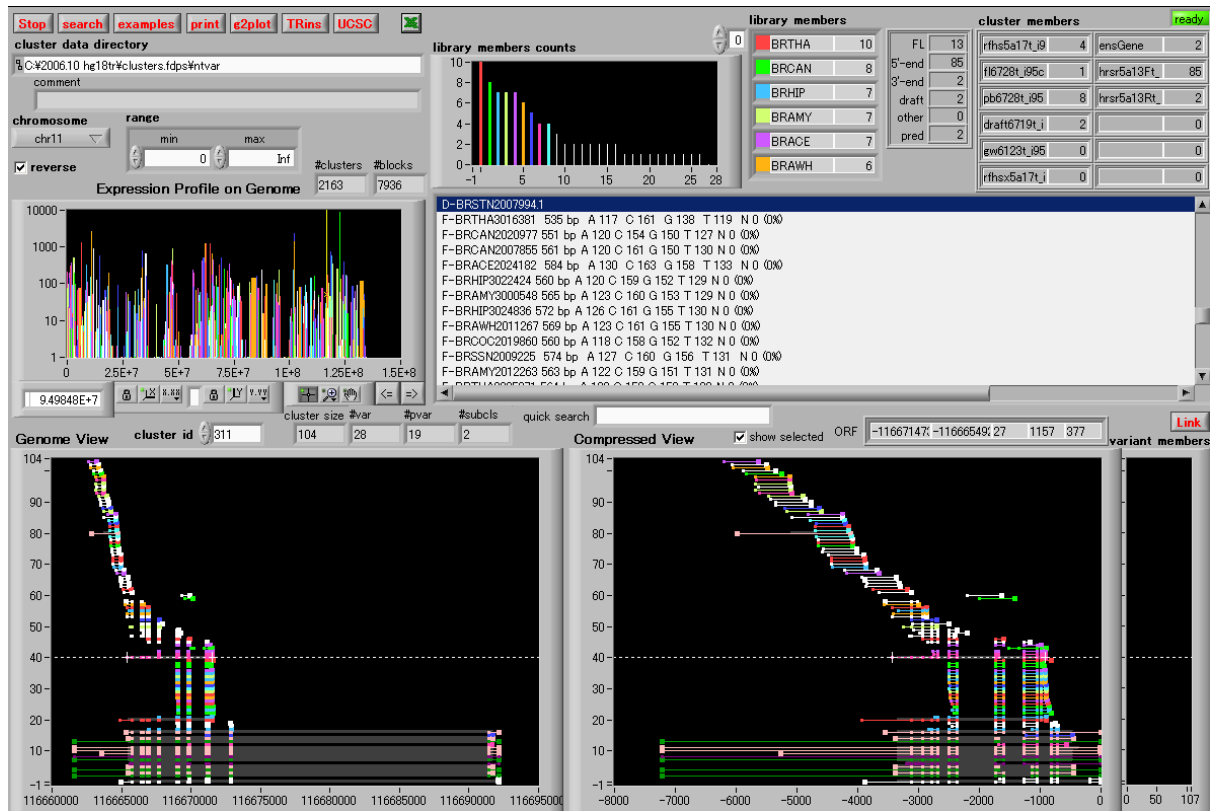 Stop search examples print g2plot TRins UCSC
cluster data directory
C:¥2006.10 hg18tr¥clusters.fdps¥ntvar
comment
chromosome
chr11
range
min max
0 Inf
reverse
#clusters #blocks
2163 7936
Expression Profile on Genome
10000
1000
100
10
1
0 2.5E+7 5E+7 7.5E+7 1E+8 1.25E+8 1.5E+8
9.49848E+7
library members counts
0
10
8
6
4
2
0
-1 5 10 15 20 25 28
library members
BRTHA 10
BRCAN 8
BRHIP 7
BRAMY 7
BRACE 7
BRAWH 6
FL 13
5'-end 85
3'-end 2
draft 2
other 0
pred 2
cluster members
ready
rfhs5a17t_i9 4 ensGene 2
fl6728t_i95c 1 hrsr5a13Ft_ 85
pb6728t_i95 8 hrsr5a13Rt_ 2
draft6719t_i 2 0
gw6123t_i95 0 0
rfhsx5a17t_i 0 0
D-BRSTN2007994.1
F-BRTHA3016381 535 bp A 117 C 161 G 138 T 119 N 0 (0%)
F-BRCAN2020977 551 bp A 120 C 154 G 150 T 127 N 0 (0%)
F-BRCAN2007855 561 bp A 120 C 161 G 150 T 130 N 0 (0%)
F-BRACE2024182 584 bp A 130 C 163 G 158 T 133 N 0 (0%)
F-BRHIP3022424 560 bp A 120 C 159 G 152 T 129 N 0 (0%)
F-BRAMY3000548 565 bp A 123 C 160 G 153 T 129 N 0 (0%)
F-BRHIP3024836 572 bp A 126 C 161 G 155 T 130 N 0 (0%)
F-BRAWH2011267 569 bp A 123 C 161 G 155 T 130 N 0 (0%)
F-BRCOC2019860 560 bp A 118 C 158 G 152 T 132 N 0 (0%)
F-BRSSN2009225 574 bp A 127 C 160 G 156 T 131 N 0 (0%)
F-BRAMY2012263 563 bp A 122 C 159 G 151 T 131 N 0 (0%)
<= =>
cluster size #var #pvar #subcls
104 28 19 2
quick search
Genome View
cluster id 311
Compressed View
show selected
ORF 27 1157 377
Link
variant members
104
90
80
70
60
50
40
30
20
10
-1
116660000 116665000 116670000 116675000 116680000 116685000 116690000 11669500
104
90
80
70
60
50
40
30
20
10
-1
-8000 -7000 -6000 -5000 -4000 -3000 -2000 -1000 0
0 50 107